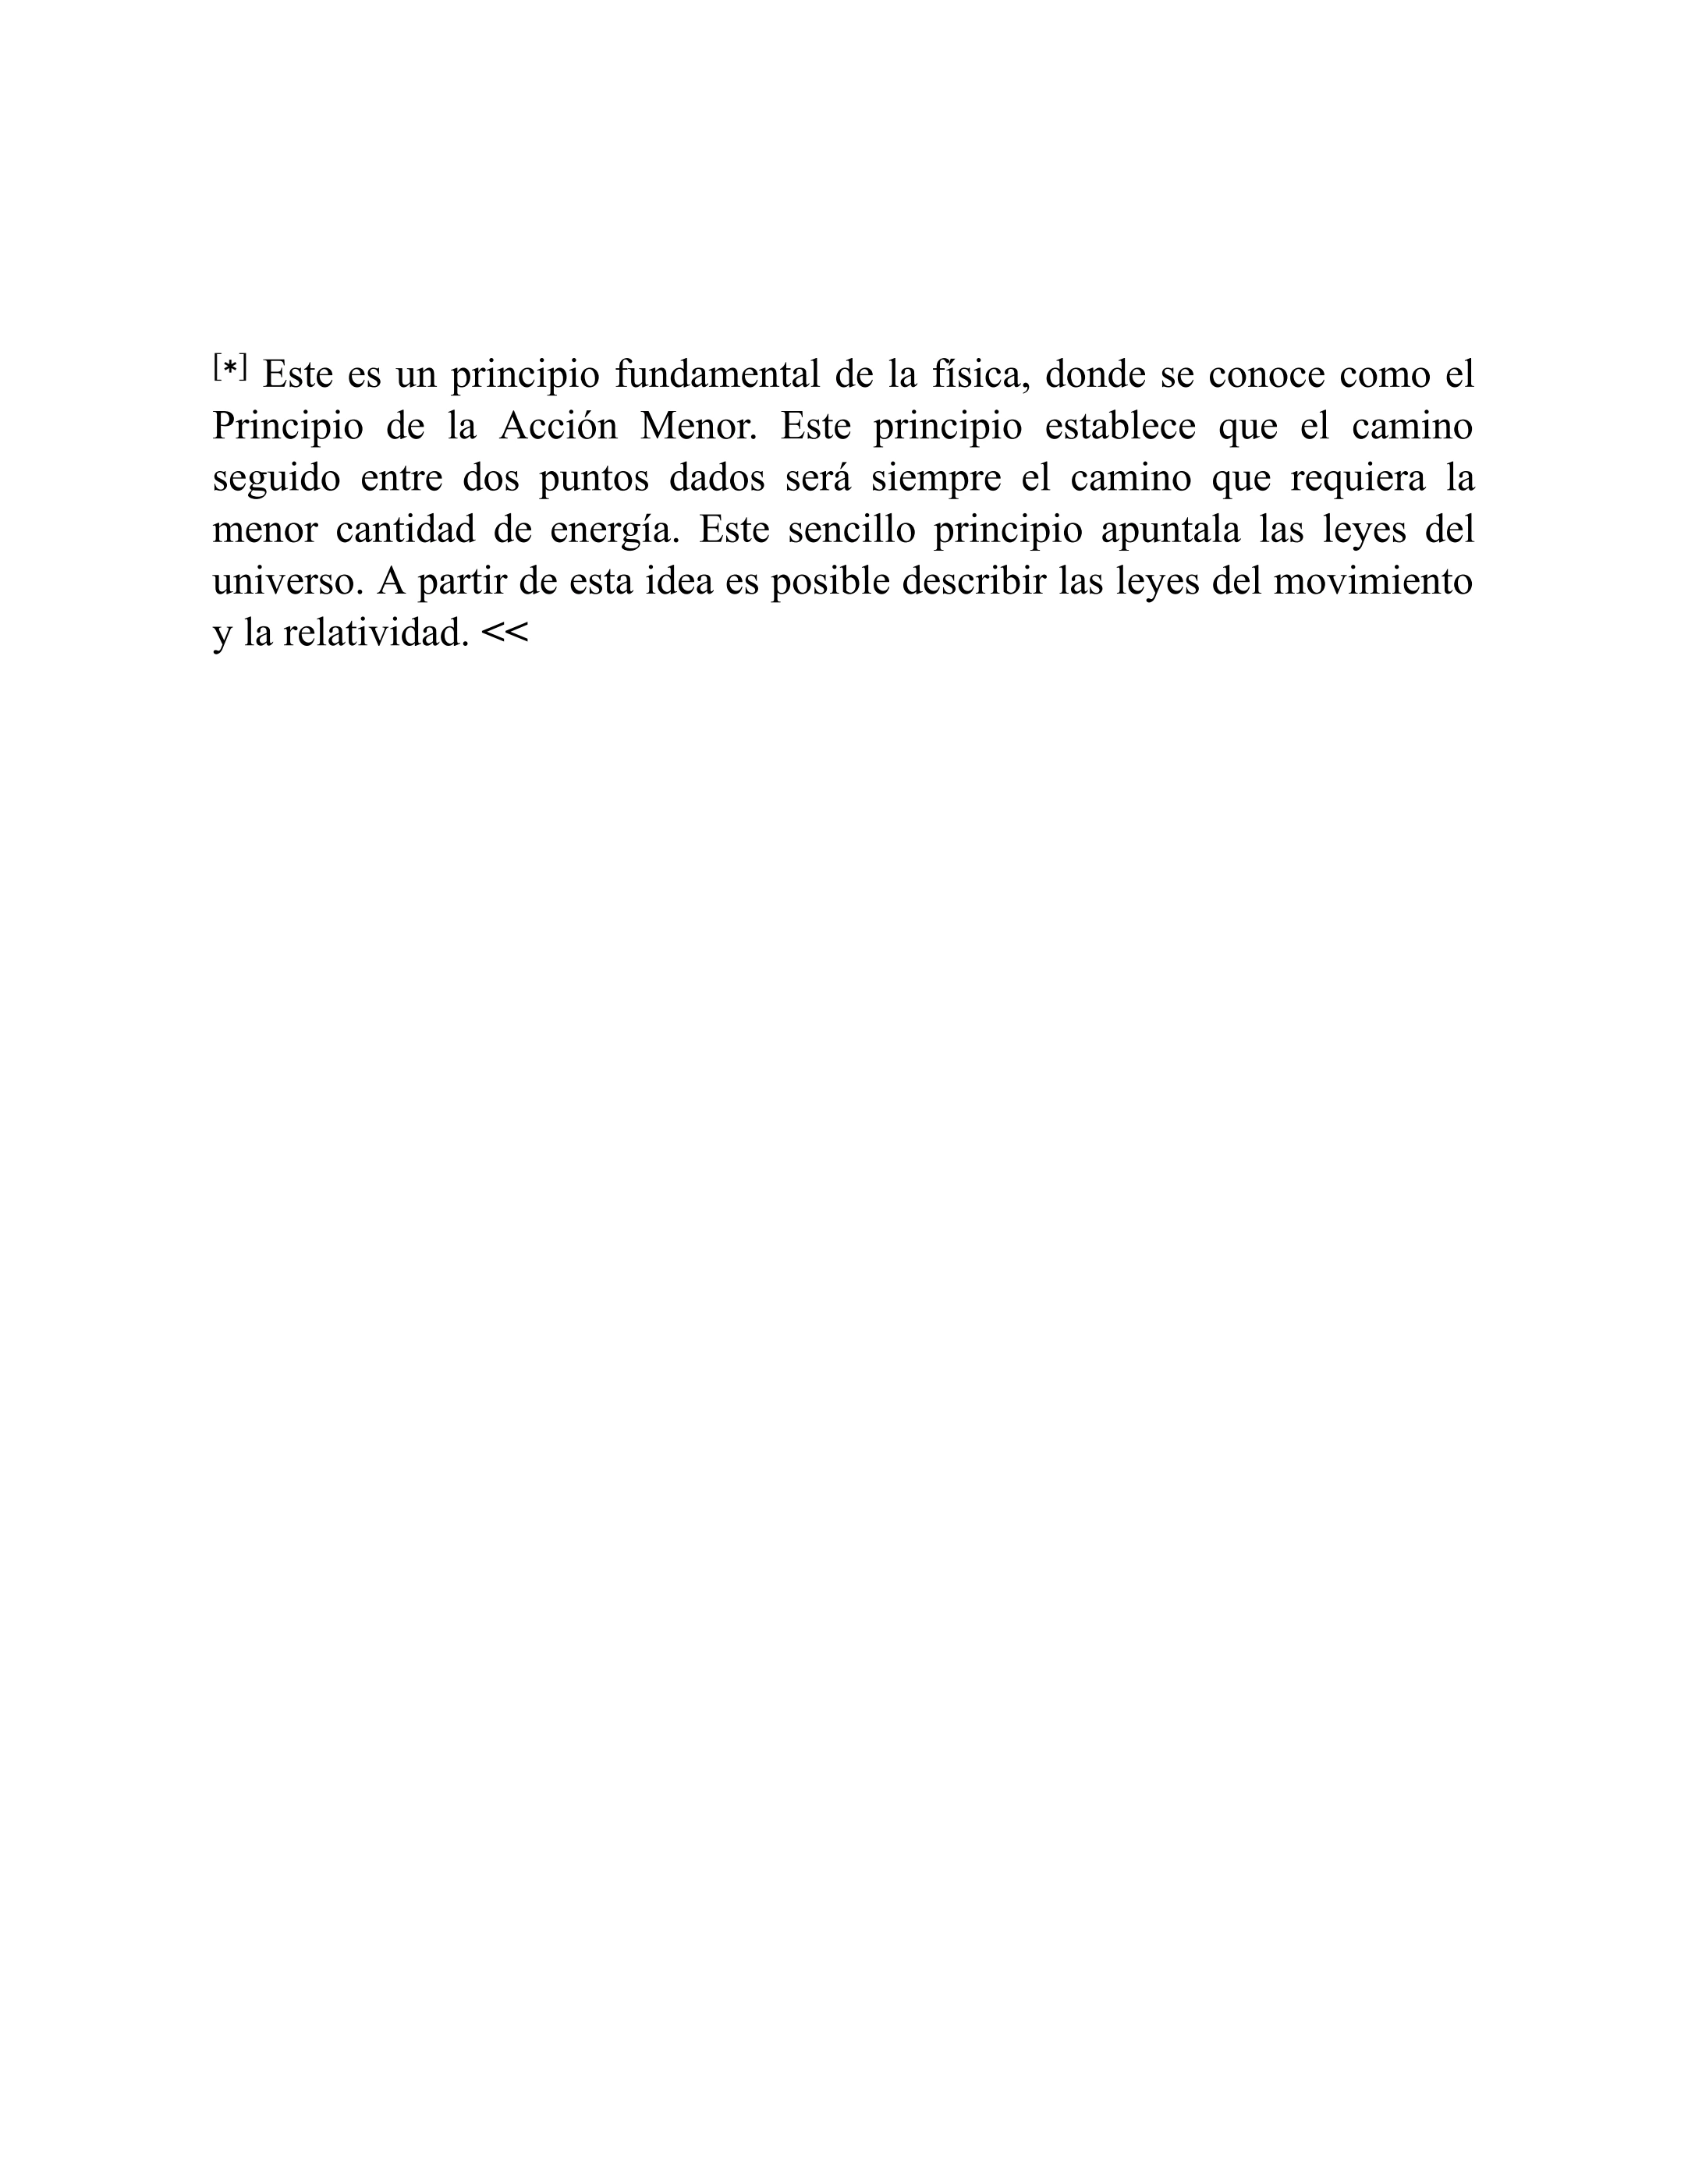 [*] Este es un principio fundamental de la física, donde se conoce como el
Principio de la Acción Menor. Este principio establece que el camino
seguido entre dos puntos dados será siempre el camino que requiera la
menor cantidad de energía. Este sencillo principio apuntala las leyes del
universo. A partir de esta idea es posible describir las leyes del movimiento
y la relatividad. <<